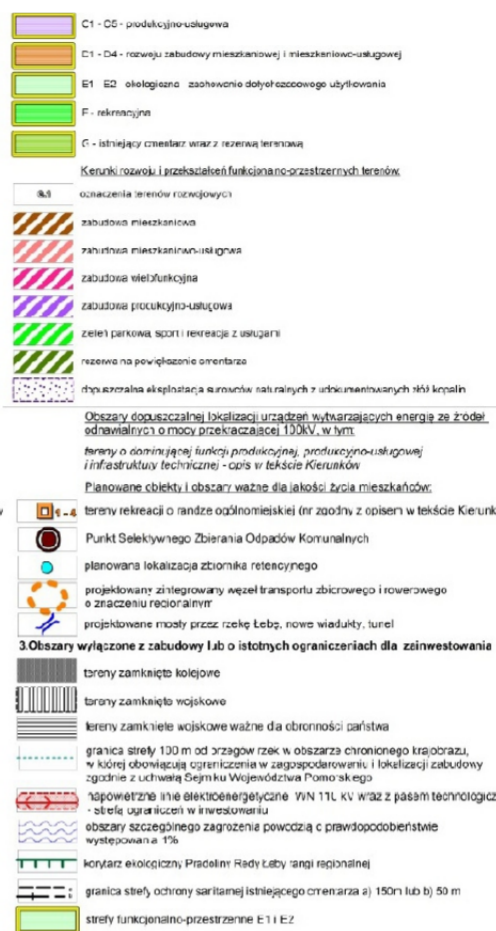 C1 - C5 - produkcyjno-usługowa
D1 - D4 - rozwoju zabudowy mieszkaniowej i mieszkaniowo-usługowej
E1 - E2 - ekologiczna - zachowanie dotychczasowego użytkowania
F - rekreacyjna
G - istniejący cmentarz wraz z rezerwą terenową
Kierunki rozwoju i przekształceń funkcjonalno-przestrzennych terenów:
oznaczenia terenów rozwojowych
zabudowa mieszkaniowa
zabudowa mieszkaniowo-usługowa
zabudowa wielofunkcyjna
zabudowa produkcyjno-usługowa
zieleń parkowa, sport i rekreacja z usługami
rezerwa na powiększenie cmentarza
dopuszczalna eksploatacja surowców naturalnych z udokumentowanych złóż kopalin
Obszary dopuszczalnej lokalizacji urządzeń wytwarzających energię ze źródeł
odnawialnych o mocy przekraczającej 100kV, w tym:
tereny o dominującej funkcji produkcyjnej, produkcyjno-usługowej
i infrastruktury technicznej - opis w tekście Kierunków
Planowane obiekty i obszary ważne dla jakości życia mieszkańców:
1-4 tereny rekreacji o randze ogólnomiejskiej (nr zgodny z opisem w tekście Kierunk
Punkt Selektywnego Zbierania Odpadów Komunalnych
planowana lokalizacja zbiornika retencyjnego
projektowany zintegrowany węzeł transportu zbiorowego i rowerowego
o znaczeniu regionalnym
projektowane mosty przez rzekę Łebę, nowe wiadukty, tunel
3.Obszary wyłączone z zabudowy lub o istotnych ograniczeniach dla zainwestowania
tereny zamknięte kolejowe
tereny zamknięte wojskowe
tereny zamknięte wojskowe ważne dla obronności państwa
granica strefy 100 m od brzegów rzek w obszarze chronionego krajobrazu,
w której obowiązują ograniczenia w zagospodarowaniu i lokalizacji zabudowy
zgodnie z uchwałą Sejmiku Województwa Pomorskiego
napowietrzne linie elektroenergetyczne WN 110 kV wraz z pasem technologicz
- strefą ograniczeń w inwestowaniu
obszary szczególnego zagrożenia powodzią o prawdopodobieństwie
występowania 1%
korytarz ekologiczny Pradoliny Redy Łeby rangi regionalnej
granica strefy ochrony sanitarnej istniejącego cmentarza a) 150m lub b) 50 m
strefy funkcjonalno-przestrzenne E1 i E2